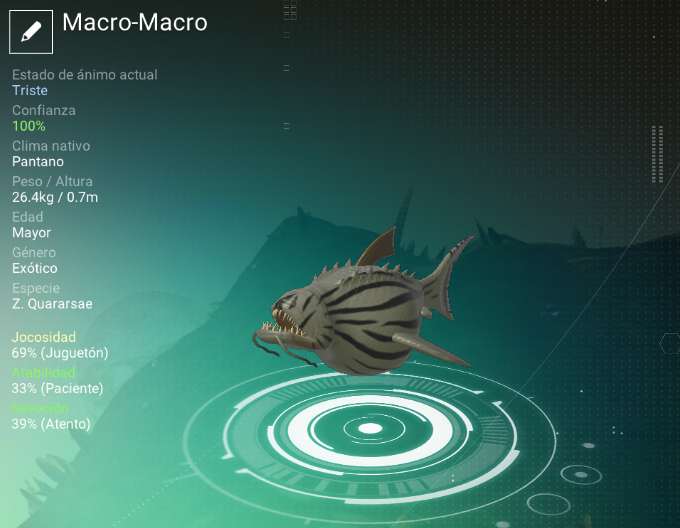 Macro-Macro
Estado de ánimo actual
Triste
Confianza
100%
Clima nativo
Pantano
Peso / Altura
26.4kg / 0.7m
Edad
Mayor
Género
Exótico
Especie
Z. Quararsae
Jocosidad
69% (Juguetón)
Afabilidad
33% (Paciente)
Devoción
39% (Atento)